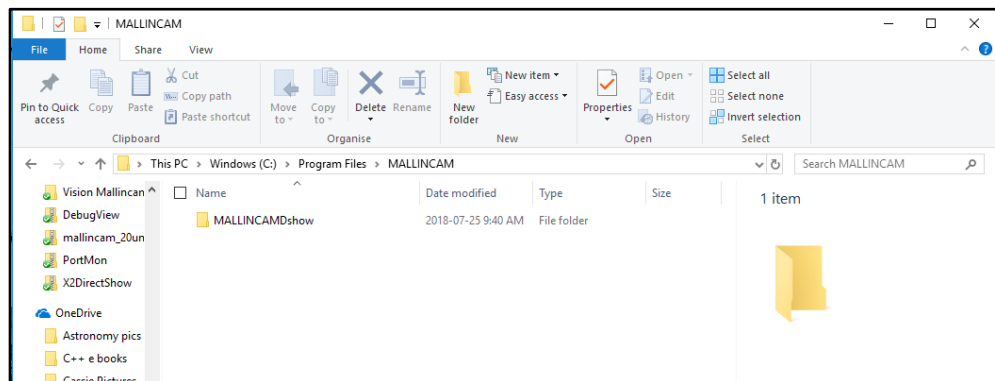 MALLINCAM
File Home Share View
Pin to Quick access
Copy
Paste
Cut
Copy path
Paste shortcut
Clipboard
Move to
Copy to
Delete
Rename
Organise
New folder
New item
Easy access
New
Properties
Open
Edit
History
Open
Select all
Select none
Invert selection
Select
This PC > Windows (C:) > Program Files > MALLINCAM
Search MALLINCAM
Vision Mallincan
DebugView
mallincam_20un
PortMon
X2DirectShow
OneDrive
Astronomy pics
C++ e books
Cassie Pictures
Name Date modified Type Size
MALLINCAMDshow 2018-07-25 9:40 AM File folder
1 item